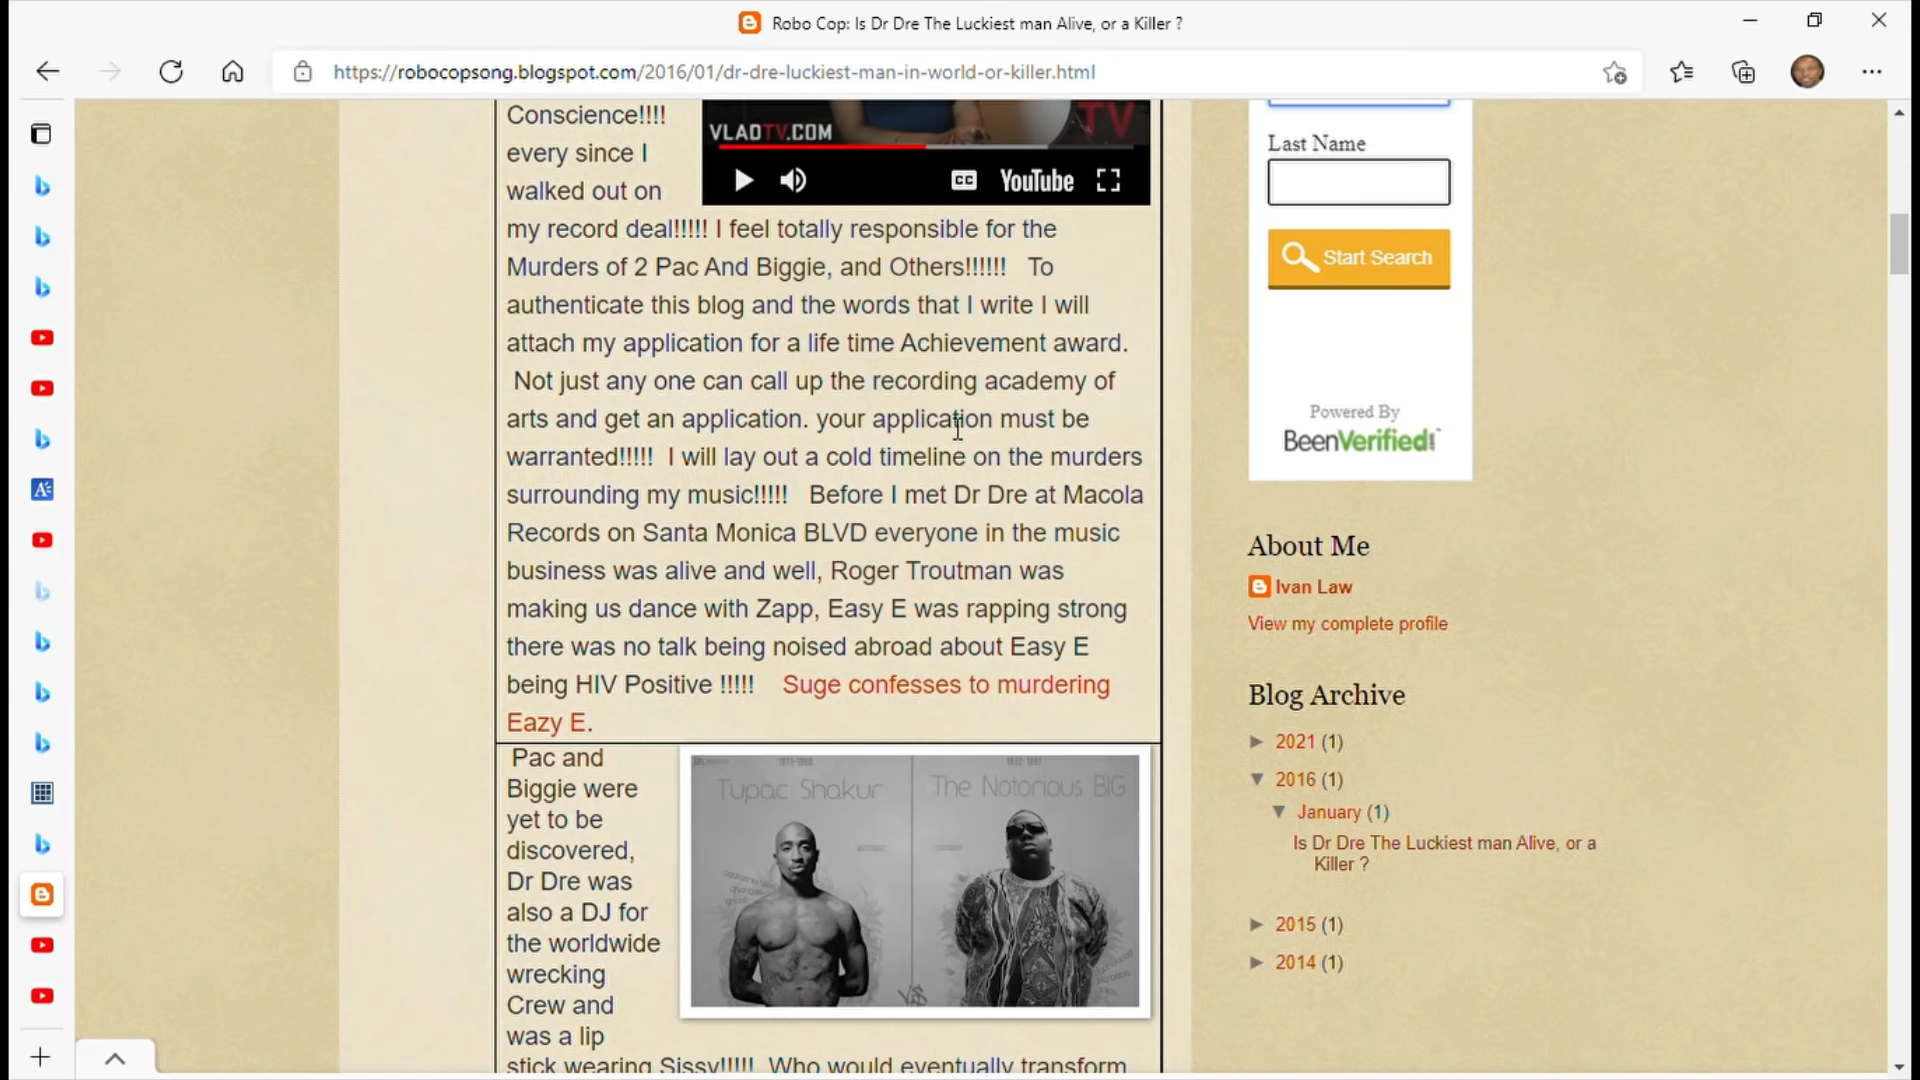 Robo Cop: Is Dr Dre The Luckiest man Alive, or a Killer ?
https://robocopsong.blogspot.com/2016/01/dr-dre-luckiest-man-in-world-or-killer.html
Conscience!!!!
every since I
walked out on
VLADTV.COM
TV
CC
YouTube
my record deal!!!!! I feel totally responsible for the
Murders of 2 Pac And Biggie, and Others!!!!!! To
authenticate this blog and the words that I write I will
attach my application for a life time Achievement award.
Not just any one can call up the recording academy of
arts and get an application. your application must be
warranted!!!!! I will lay out a cold timeline on the murders
surrounding my music!!!!! Before I met Dr Dre at Macola
Records on Santa Monica BLVD everyone in the music
business was alive and well, Roger Troutman was
making us dance with Zapp, Easy E was rapping strong
there was no talk being noised abroad about Easy E
being HIV Positive !!!!! Suge confesses to murdering
Eazy E.
Pac and
Biggie were
yet to be
discovered,
Dr Dre was
also a DJ for
the worldwide
wrecking
Crew and
was a lip
stick wearing Sissy!!!!! Who would eventually transform
Tupac Shakur
The Notorious BIG
VS
Last Name
Start Search
Powered By
BeenVerified
About Me
Ivan Law
View my complete profile
Blog Archive
► 2021 (1)
▼ 2016 (1)
▼ January (1)
Is Dr Dre The Luckiest man Alive, or a
Killer ?
► 2015 (1)
► 2014 (1)